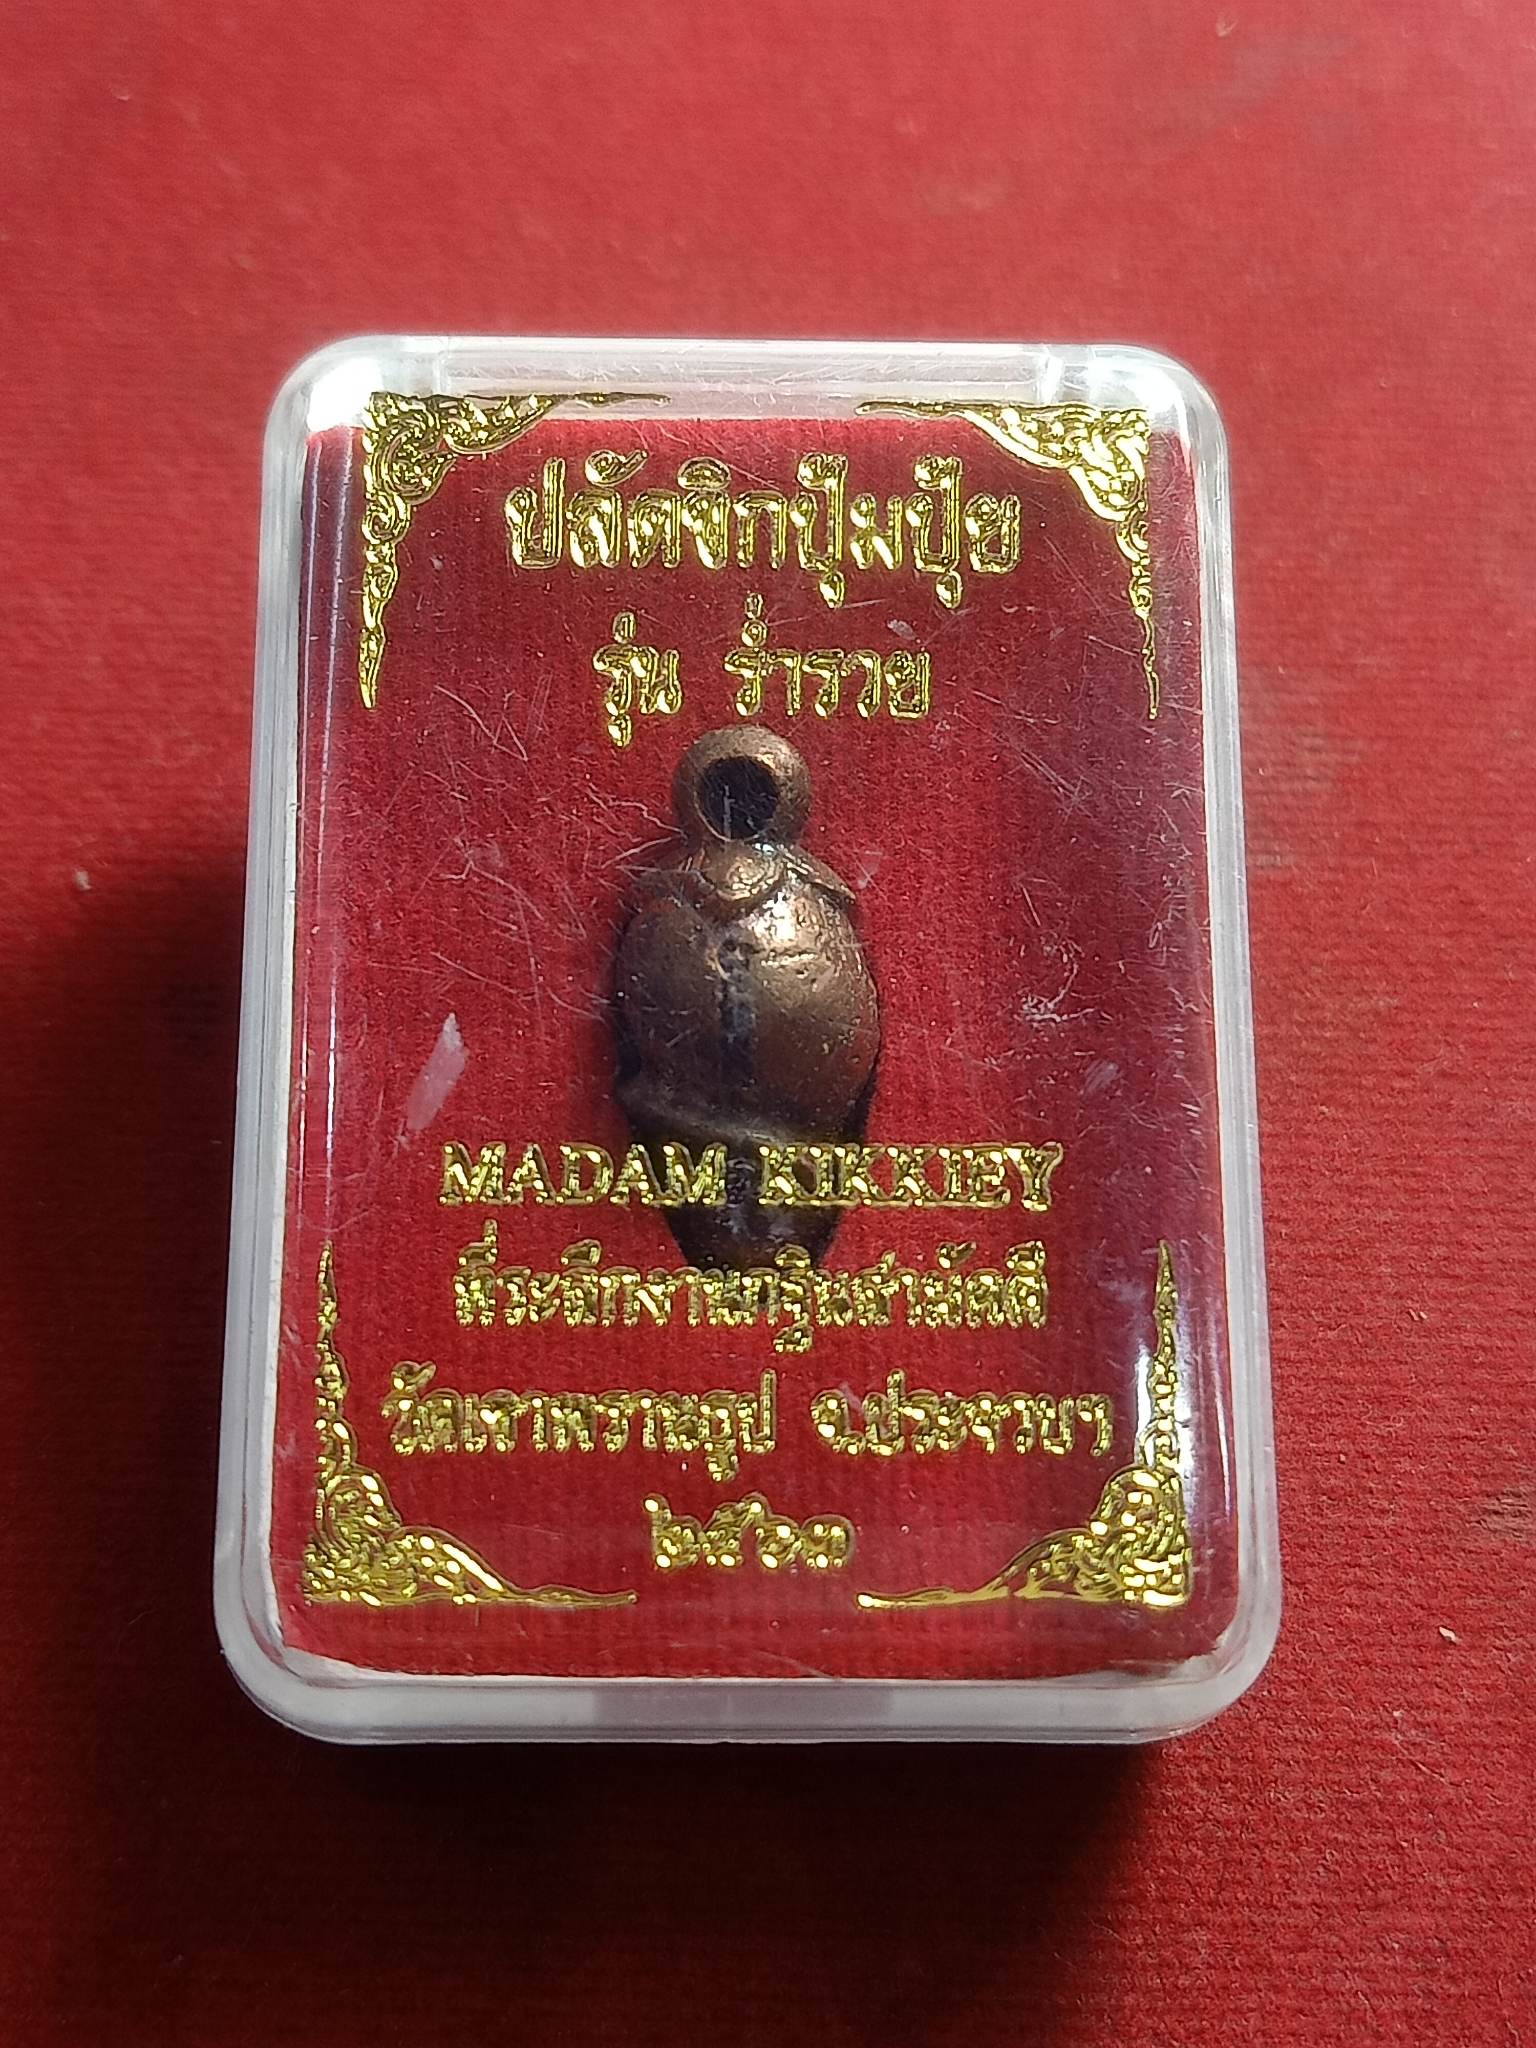 ปลัดจิกปุ๊มปุ้ย
รุ่น ร่ำรวย
MADAM KIKKIEY
ที่ระลึกงานกฐินสามัคคี
วัดเขาพรานธูป จ.ประจวบฯ
๒๕๖๓